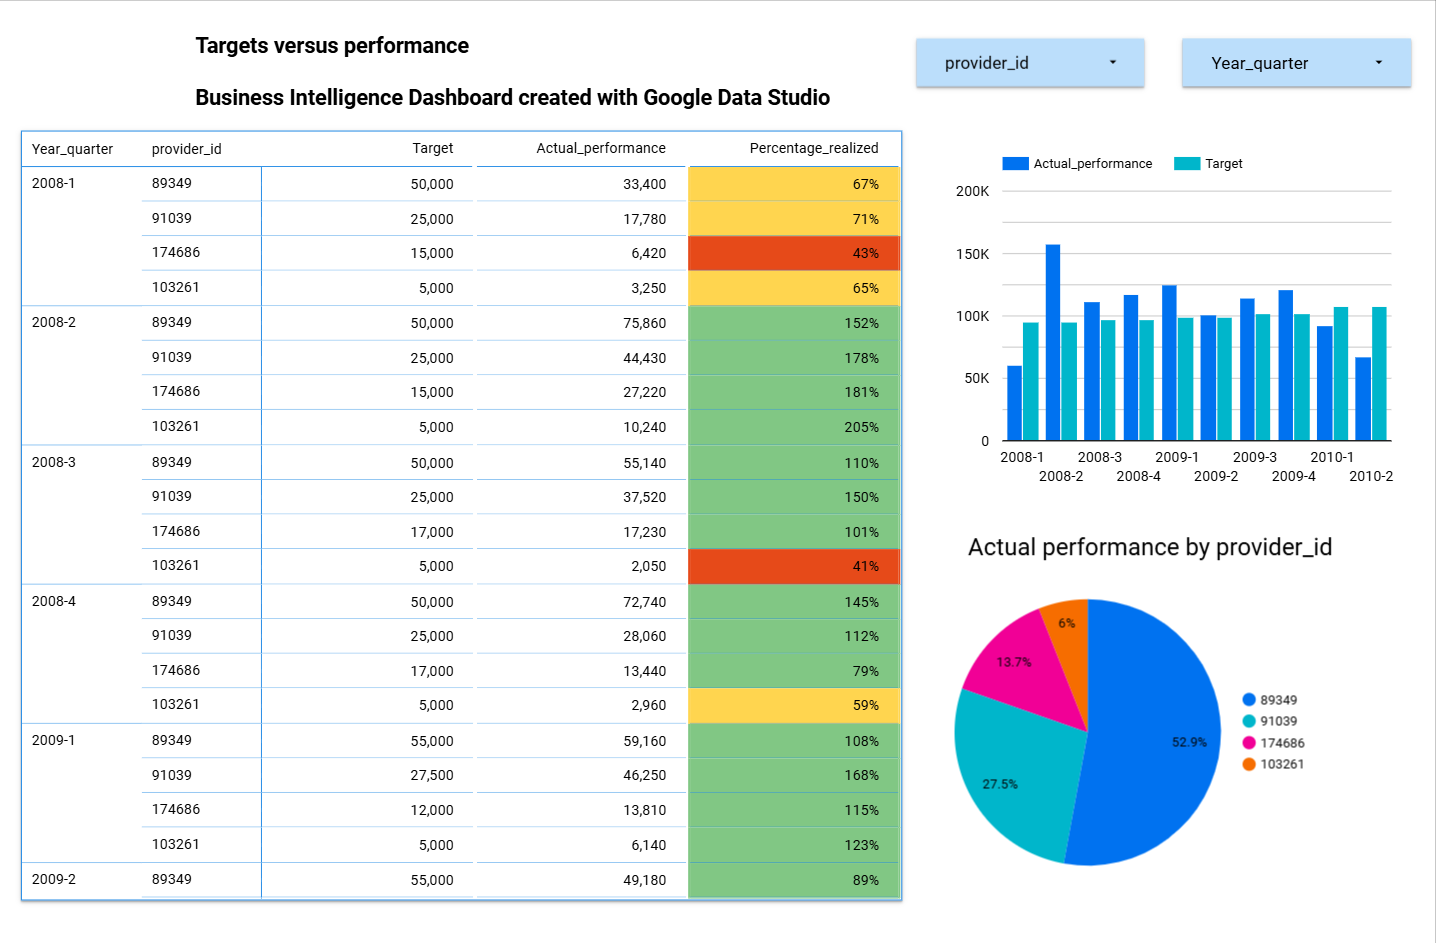 Targets versus performance
Business Intelligence Dashboard created with Google Data Studio
provider_id
Year_quarter
Year_quarter provider_id Target Actual_performance Percentage_realized
2008-1 89349 50,000 33,400 67%
91039 25,000 17,780 71%
174686 15,000 6,420 43%
103261 5,000 3,250 65%
2008-2 89349 50,000 75,860 152%
91039 25,000 44,430 178%
174686 15,000 27,220 181%
103261 5,000 10,240 205%
2008-3 89349 50,000 55,140 110%
91039 25,000 37,520 150%
174686 17,000 17,230 101%
103261 5,000 2,050 41%
2008-4 89349 50,000 72,740 145%
91039 25,000 28,060 112%
174686 17,000 13,440 79%
103261 5,000 2,960 59%
2009-1 89349 55,000 59,160 108%
91039 27,500 46,250 168%
174686 12,000 13,810 115%
103261 5,000 6,140 123%
2009-2 89349 55,000 49,180 89%
Actual_performance Target
200K
150K
100K
50K
0
2008-1 2008-3 2009-1 2009-3 2010-1
2008-2 2008-4 2009-2 2009-4 2010-2
Actual performance by provider_id
6%
13.7%
52.9%
27.5%
89349
91039
174686
103261